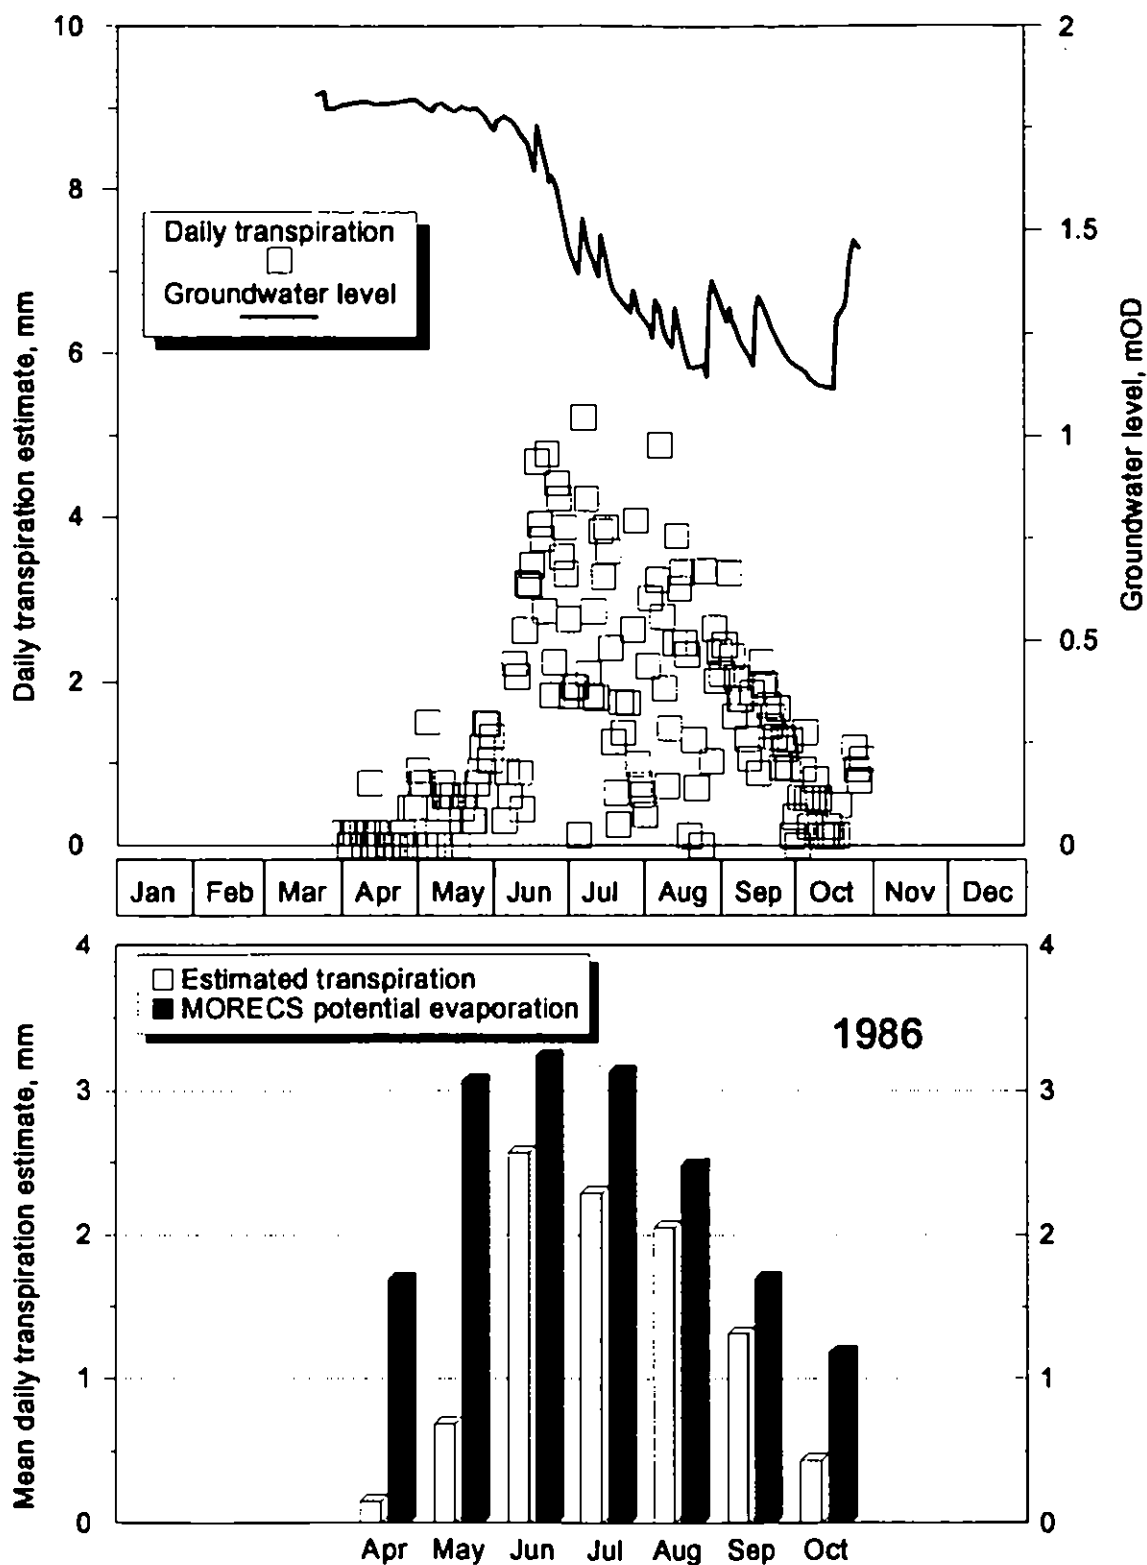 10
8
6
4
2
0
Daily transpiration estimate, mm
Daily transpiration
Groundwater level
2
1.5
1
0.5
0
Groundwater level, mOD
Jan Feb Mar Apr May Jun Jul Aug Sep Oct Nov Dec
4
3
2
1
0
Mean daily transpiration estimate, mm
Estimated transpiration
MORECS potential evaporation
1986
4
3
2
1
0
Apr May Jun Jul Aug Sep Oct